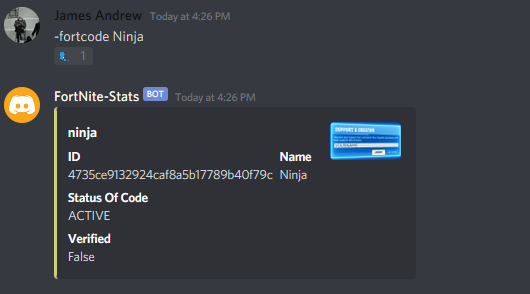 James Andrew Today at 4:26 PM
-fortcode Ninja
1
FortNite-Stats BOT Today at 4:26 PM
ninja
SUPPORT A CREATOR
ID Name
4735ce9132924caf8a5b17789b40f79c Ninja
Status Of Code
ACTIVE
Verified
False